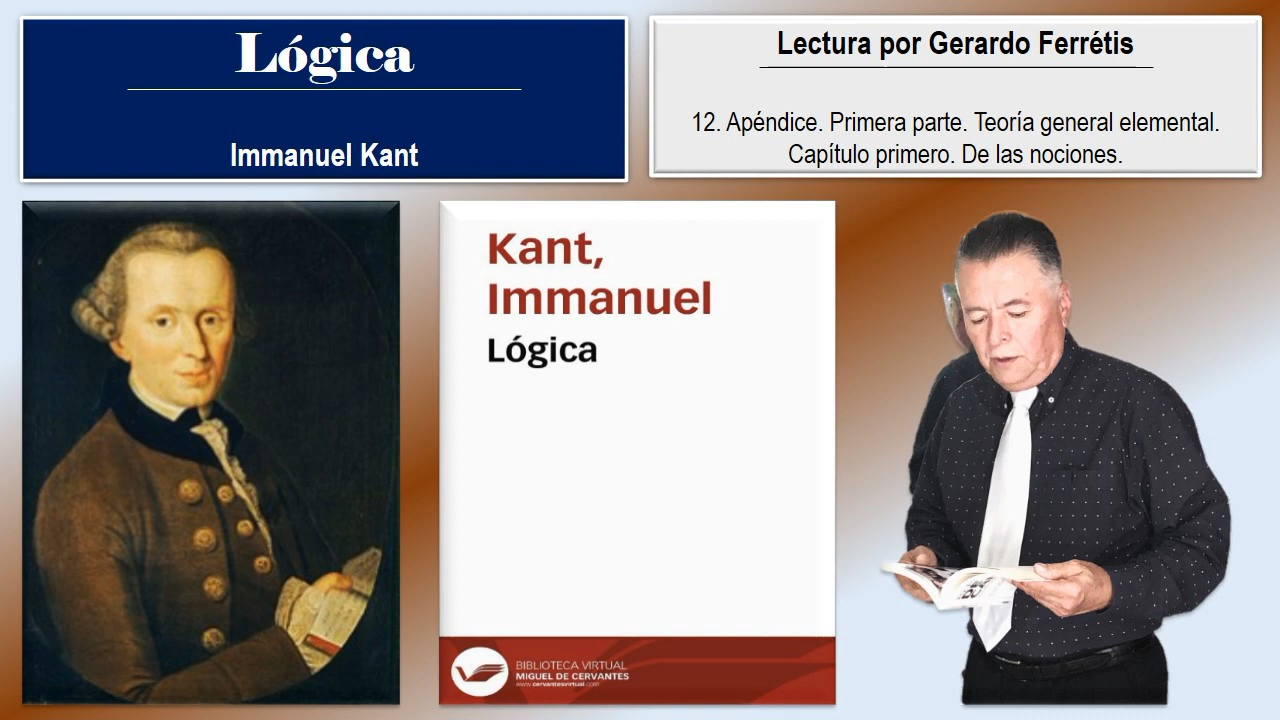 Lógica
Immanuel Kant
Lectura por Gerardo Ferrétis
12. Apéndice. Primera parte. Teoría general elemental.
Capítulo primero. De las nociones.
Kant,
Immanuel
Lógica
BIBLIOTECA VIRTUAL
MIGUEL DE CERVANTES
www.cervantesvirtual.com